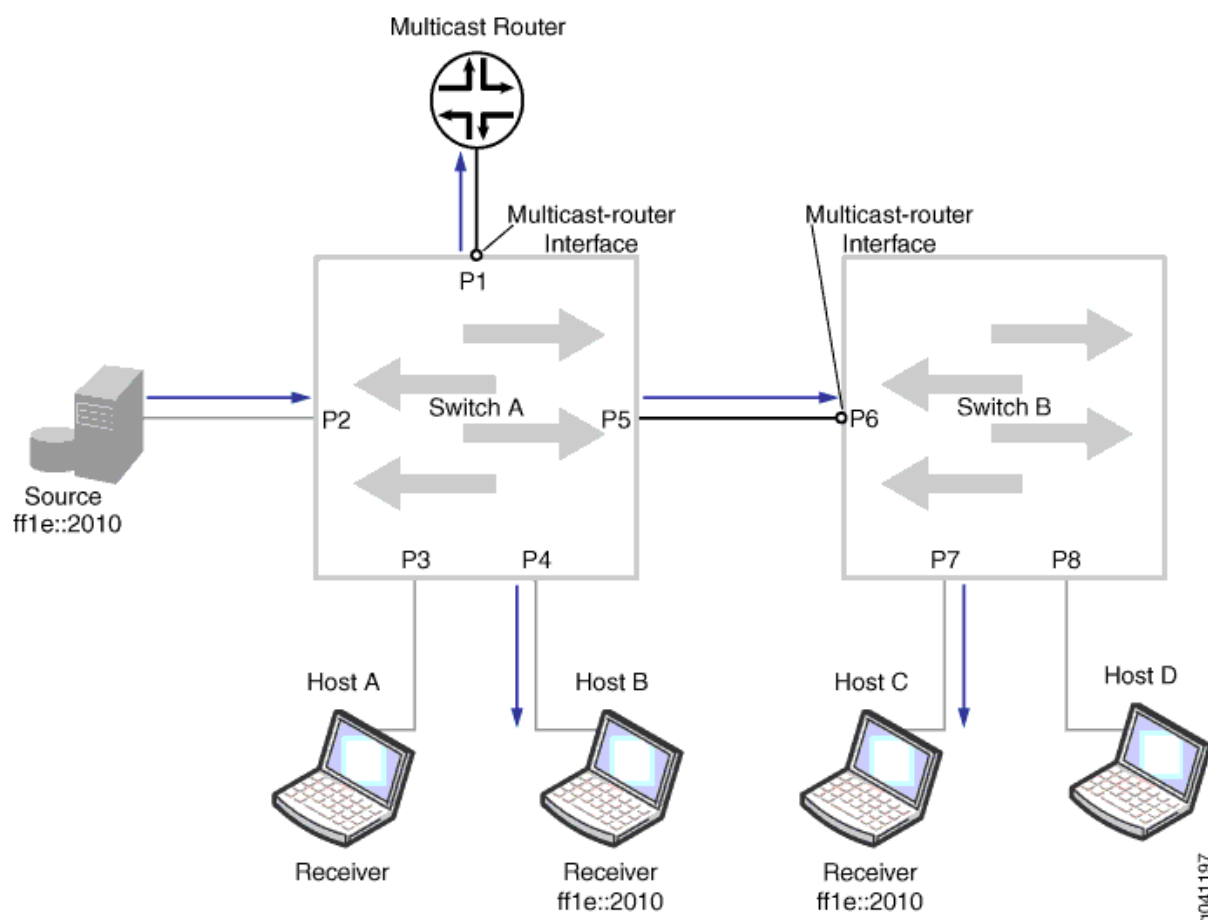 Multicast Router
Multicast-router
Interface
Multicast-router
Interface
P1
Switch A
Switch B
P2
P5
P6
Source
ff1e::2010
P3
P4
P7
P8
Host A
Host B
Host C
Host D
Receiver
Receiver
ff1e::2010
Receiver
ff1e::2010
g041197